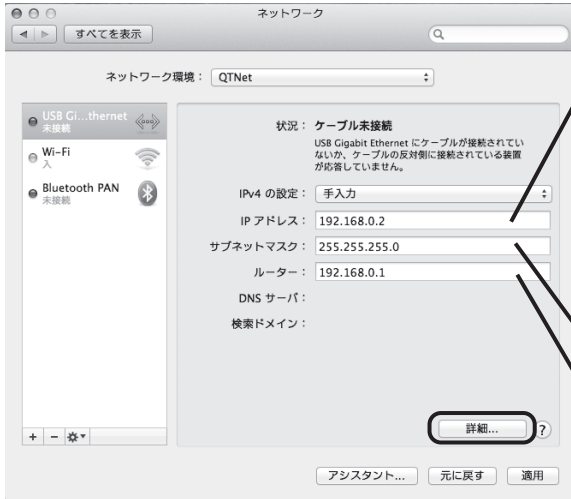 ネットワーク
すべてを表示
ネットワーク環境： QTNet
USB Gi...thernet
未接続
Wi-Fi
入
Bluetooth PAN
未接続
状況： ケーブル未接続
USB Gigabit Ethernet にケーブルが接続されてい
ないか、ケーブルの反対側に接続されている装置
が応答していません。
IPv4 の設定： 手入力
IP アドレス： 192.168.0.2
サブネットマスク： 255.255.255.0
ルーター： 192.168.0.1
DNS サーバ：
検索ドメイン：
詳細... ?
+ −
アシスタント... 元に戻す 適用